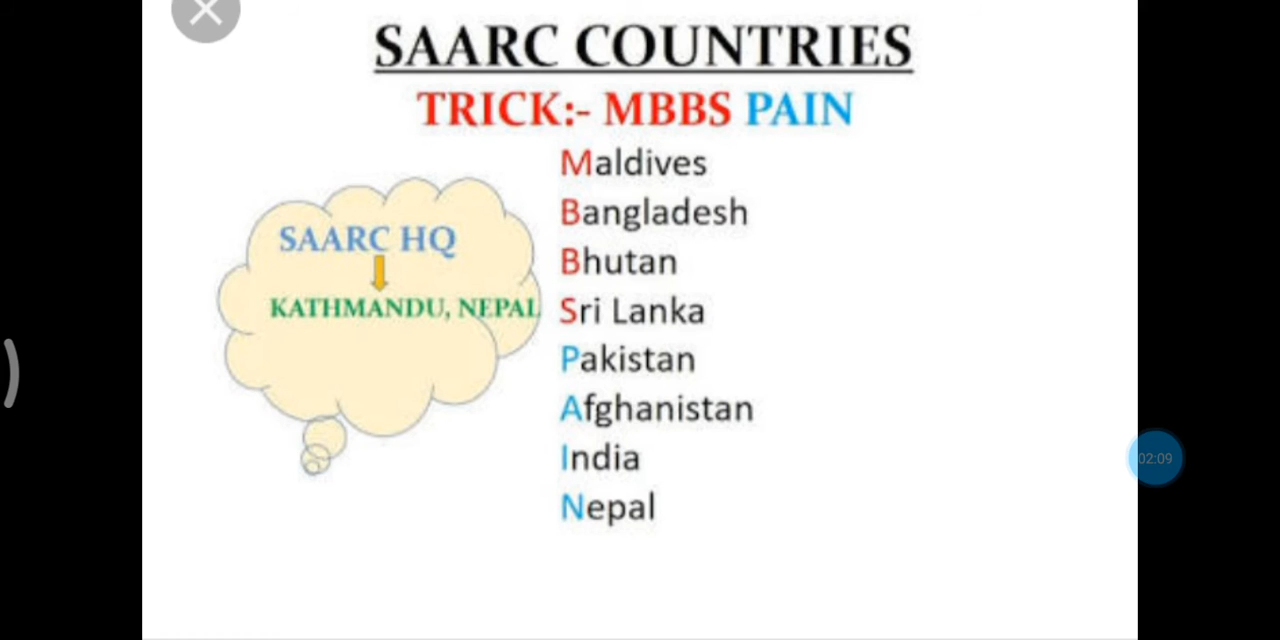 SAARC COUNTRIES
TRICK:- MBBS PAIN
Maldives
Bangladesh
Bhutan
Sri Lanka
Pakistan
Afghanistan
India
Nepal
SAARC HQ
KATHMANDU, NEPAL
02:09